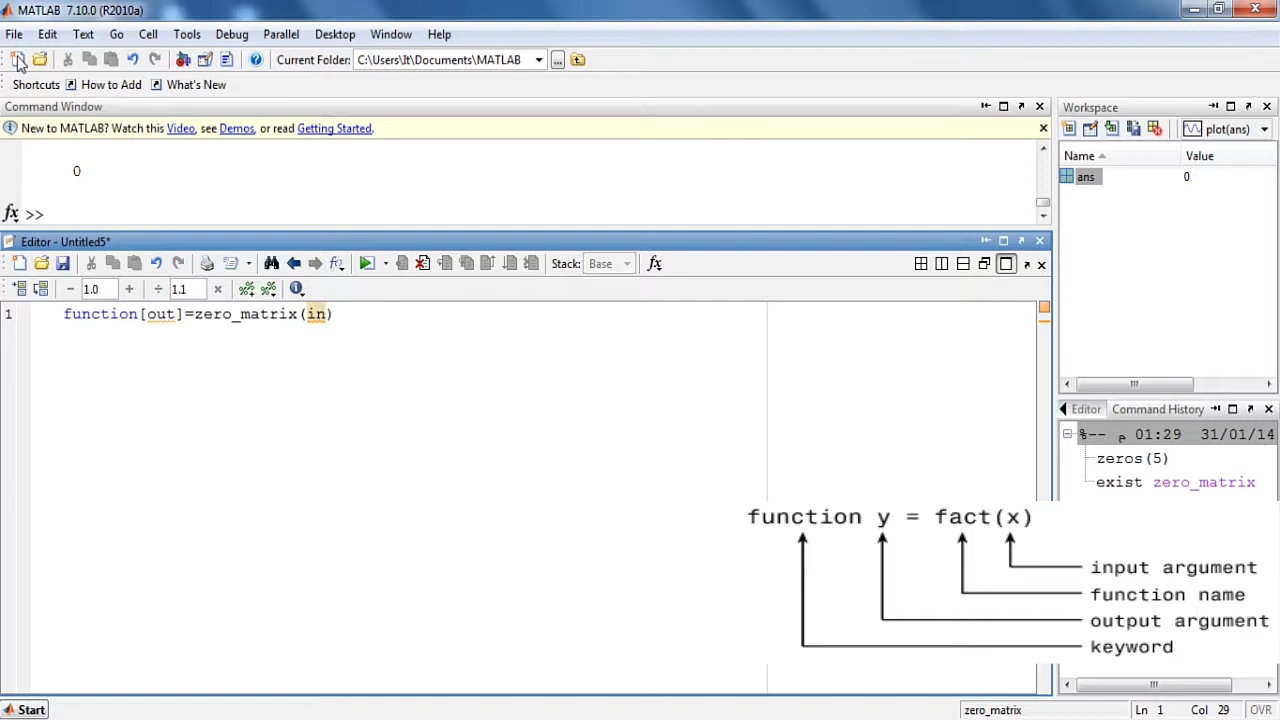 MATLAB 7.10.0 (R2010a)
File Edit Text Go Cell Tools Debug Parallel Desktop Window Help
Current Folder: C:\Users\It\Documents\MATLAB
Shortcuts How to Add What's New
Command Window
New to MATLAB? Watch this Video, see Demos, or read Getting Started.
0
fx >>
Editor - Untitled5*
Stack: Base fx
− 1.0 + ÷ 1.1 ×
1 function[out]=zero_matrix(in)
Workspace
plot(ans)
Name Value
ans 0
Editor Command History
%-- م 01:29 31/01/14
zeros(5)
exist zero_matrix
function y = fact(x)
input argument
function name
output argument
keyword
Start
zero_matrix Ln 1 Col 29 OVR